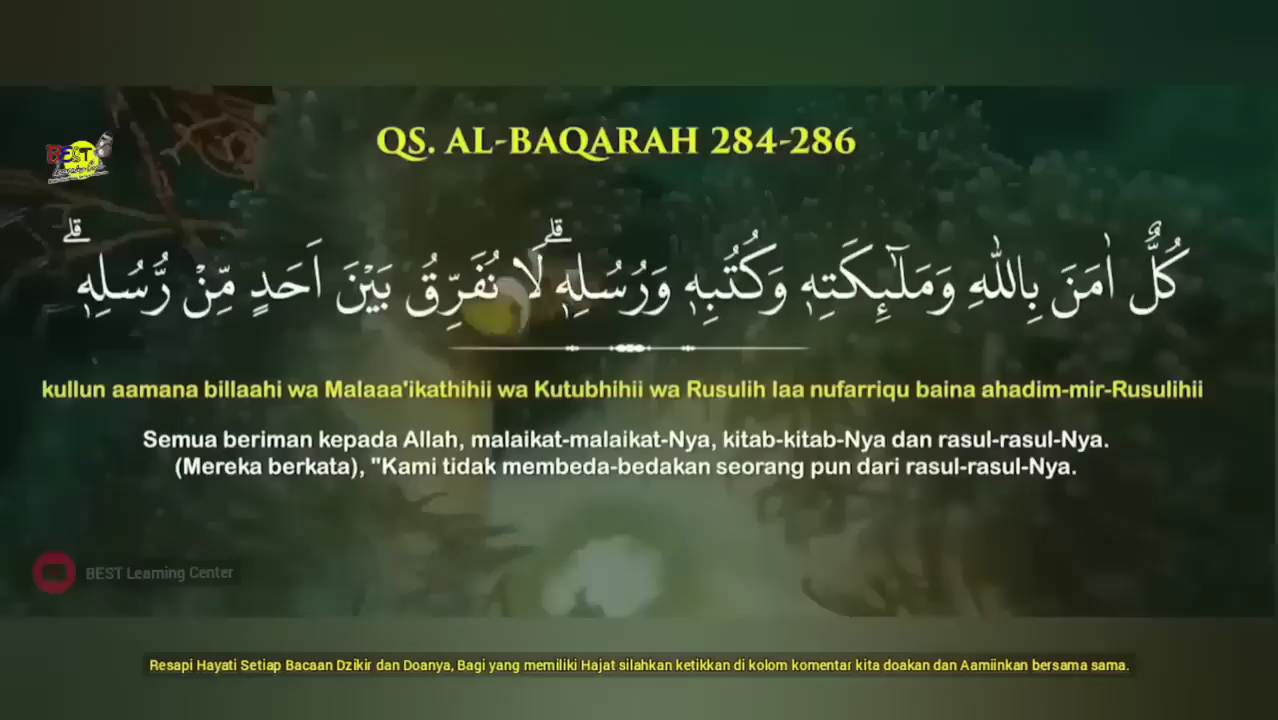 QS. AL-BAQARAH 284-286
BEST
كُلٌّ اٰمَنَ بِاللّٰهِ وَمَلٰۤىِٕكَتِهٖ وَكُتُبِهٖ وَرُسُلِهٖۗ لَا نُفَرِّقُ بَيْنَ اَحَدٍ مِّنْ رُّسُلِهٖۗ
kullun aamana billaahi wa Malaaa'ikathihii wa Kutubhihii wa Rusulih laa nufarriqu baina ahadim-mir-Rusulihii
Semua beriman kepada Allah, malaikat-malaikat-Nya, kitab-kitab-Nya dan rasul-rasul-Nya.
(Mereka berkata), "Kami tidak membeda-bedakan seorang pun dari rasul-rasul-Nya.
BEST Learning Center
Resapi Hayati Setiap Bacaan Dzikir dan Doanya, Bagi yang memiliki Hajat silahkan ketikkan di kolom komentar kita doakan dan Aamiinkan bersama sama.